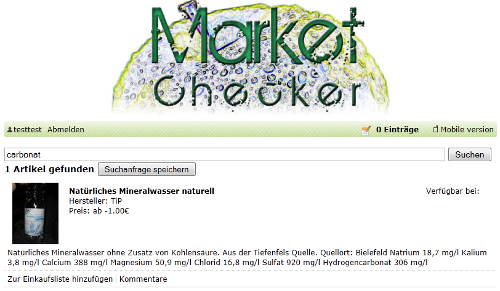 Market
Checker
testtest Abmelden
0 Einträge
Mobile version
carbonat
Suchen
1 Artikel gefunden
Suchanfrage speichern
Natürliches Mineralwasser naturell
Verfügbar bei:
Hersteller: TiP
Preis: ab -1.00€
Natürliches Mineralwasser ohne Zusatz von Kohlensäure. Aus der Tiefenfels Quelle. Quellort: Bielefeld Natrium 18,7 mg/l Kalium
3,8 mg/l Calcium 388 mg/l Magnesium 50,9 mg/l Chlorid 16,8 mg/l Sulfat 920 mg/l Hydrogencarbonat 306 mg/l
Zur Einkaufsliste hinzufügen Kommentare